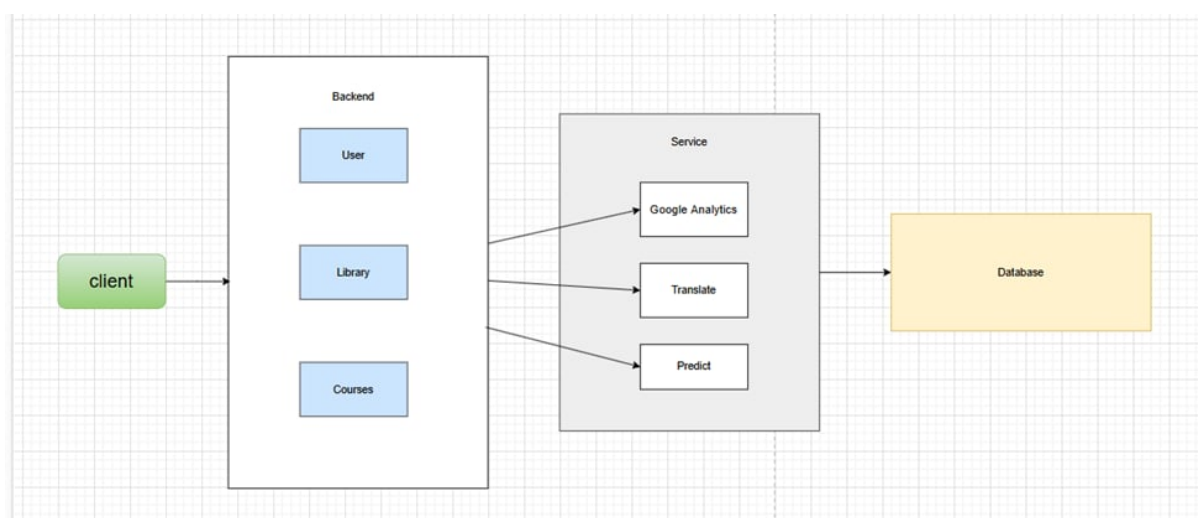 Backend
User
Library
Courses
client
Service
Google Analytics
Translate
Predict
Database